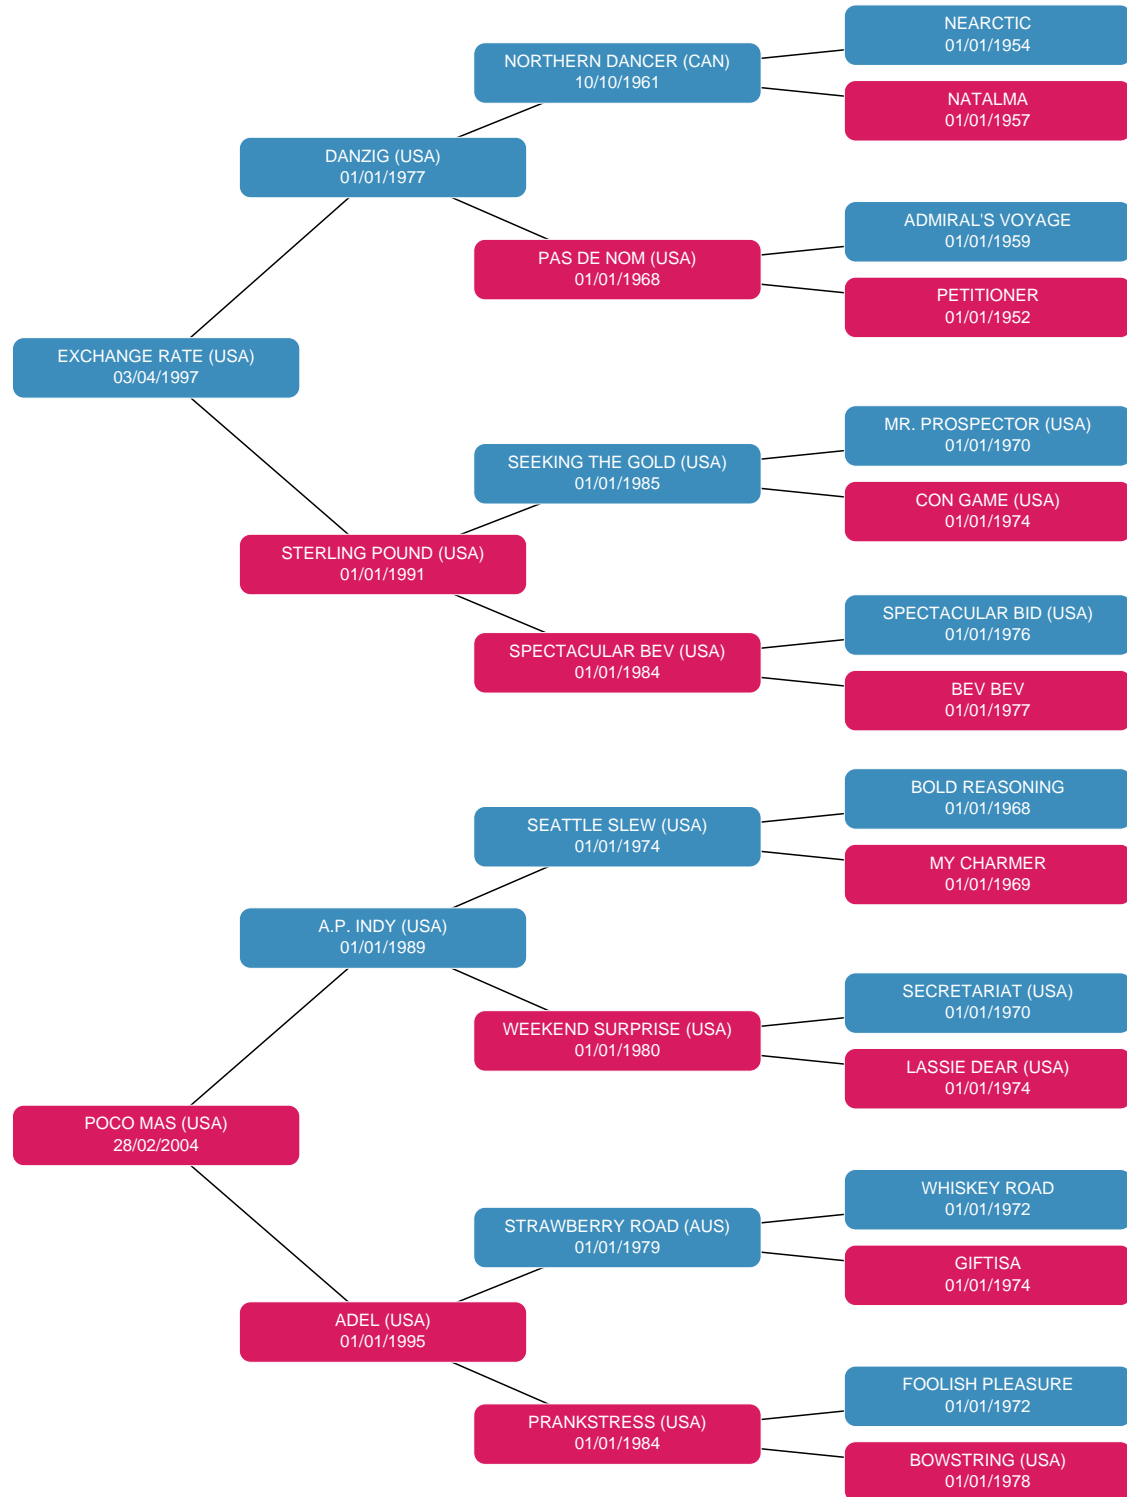 NEARCTIC
01/01/1954
NORTHERN DANCER (CAN)
10/10/1961
NATALMA
01/01/1957
DANZIG (USA)
01/01/1977
ADMIRAL'S VOYAGE
01/01/1959
PAS DE NOM (USA)
01/01/1968
PETITIONER
01/01/1952
EXCHANGE RATE (USA)
03/04/1997
MR. PROSPECTOR (USA)
01/01/1970
SEEKING THE GOLD (USA)
01/01/1985
CON GAME (USA)
01/01/1974
STERLING POUND (USA)
01/01/1991
SPECTACULAR BID (USA)
01/01/1976
SPECTACULAR BEV (USA)
01/01/1984
BEV BEV
01/01/1977
BOLD REASONING
01/01/1968
SEATTLE SLEW (USA)
01/01/1974
MY CHARMER
01/01/1969
A.P. INDY (USA)
01/01/1989
SECRETARIAT (USA)
01/01/1970
WEEKEND SURPRISE (USA)
01/01/1980
LASSIE DEAR (USA)
01/01/1974
POCO MAS (USA)
28/02/2004
WHISKEY ROAD
01/01/1972
STRAWBERRY ROAD (AUS)
01/01/1979
GIFTISA
01/01/1974
ADEL (USA)
01/01/1995
FOOLISH PLEASURE
01/01/1972
PRANKSTRESS (USA)
01/01/1984
BOWSTRING (USA)
01/01/1978